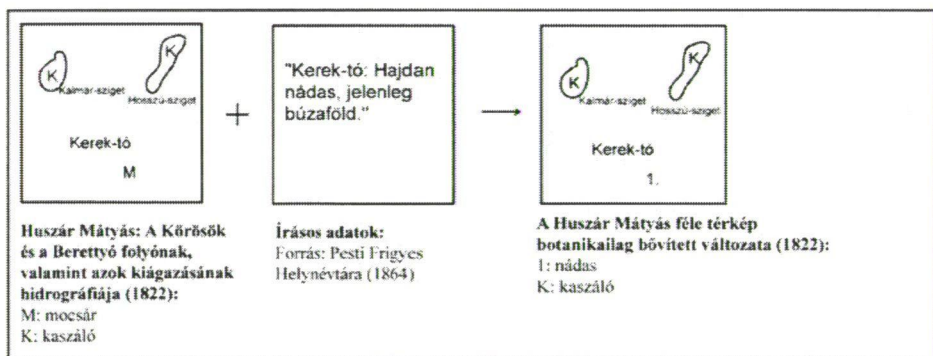 K
K
Kalmár-sziget
Hosszú-sziget
Kerek-tó
M
+
"Kerek-tó: Hajdan
nádas, jelenleg
búzaföld."
→
K
K
Kalmár-sziget
Hosszú-sziget
Kerek-tó
1.
Huszár Mátyás: A Körösök
és a Berettyó folyónak,
valamint azok kiágazásának
hidrográfiája (1822):
M: mocsár
K: kaszáló
Írásos adatok:
Forrás: Pesti Frigyes
Helynévtára (1864)
A Huszár Mátyás féle térkép
botanikailag bővített változata (1822):
1: nádas
K: kaszáló